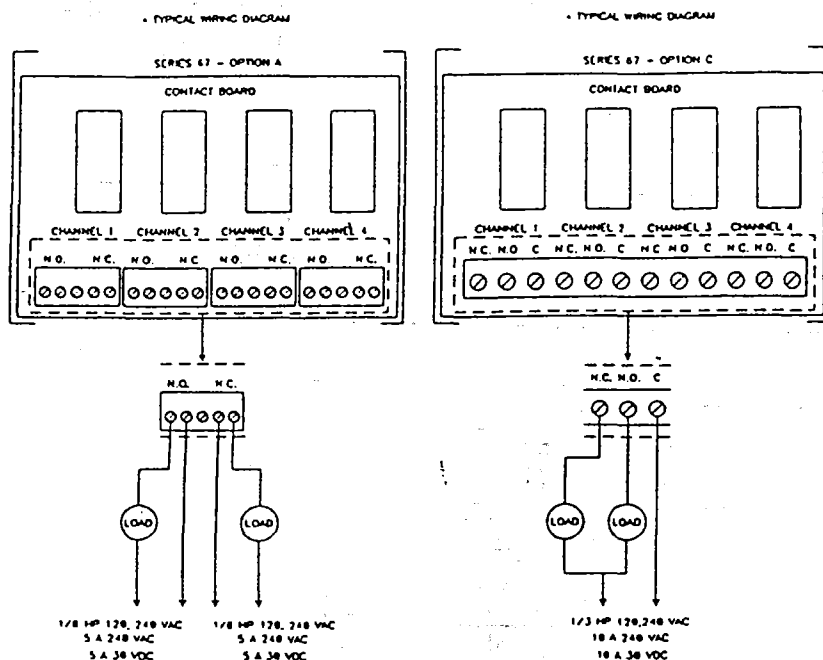 • TYPICAL WIRING DIAGRAM
SERIES 67 - OPTION A
CONTACT BOARD
CHANNEL 1 CHANNEL 2 CHANNEL 3 CHANNEL 4
N.O. N.C. N.O. N.C N.O. N.C. N.O. N.C.
N.O. N.C.
LOAD LOAD
1/8 HP 120, 240 VAC 1/8 HP 120, 240 VAC
5 A 240 VAC 5 A 240 VAC
5 A 30 VDC 5 A 30 VDC
• TYPICAL WIRING DIAGRAM
SERIES 67 - OPTION C
CONTACT BOARD
CHANNEL 1 CHANNEL 2 CHANNEL 3 CHANNEL 4
N.C. N.O C N.C. N.O. C N.C N.O C N.C. N.O. C
N.C. N.O. C
LOAD LOAD
1/3 HP 120,240 VAC
10 A 240 VAC
10 A 30 VDC